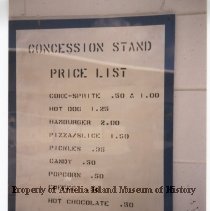 CONCESSION STAND
PRICE LIST
COKE-SPRITE .50 & 1.00
HOT DOG 1.25
HAMBURGER 2.00
PIZZA/SLICE 1.50
PICKLES .35
CANDY .50
POPCORN .50
Property of Amelia Island Museum of History
HOT CHOCOLATE .50